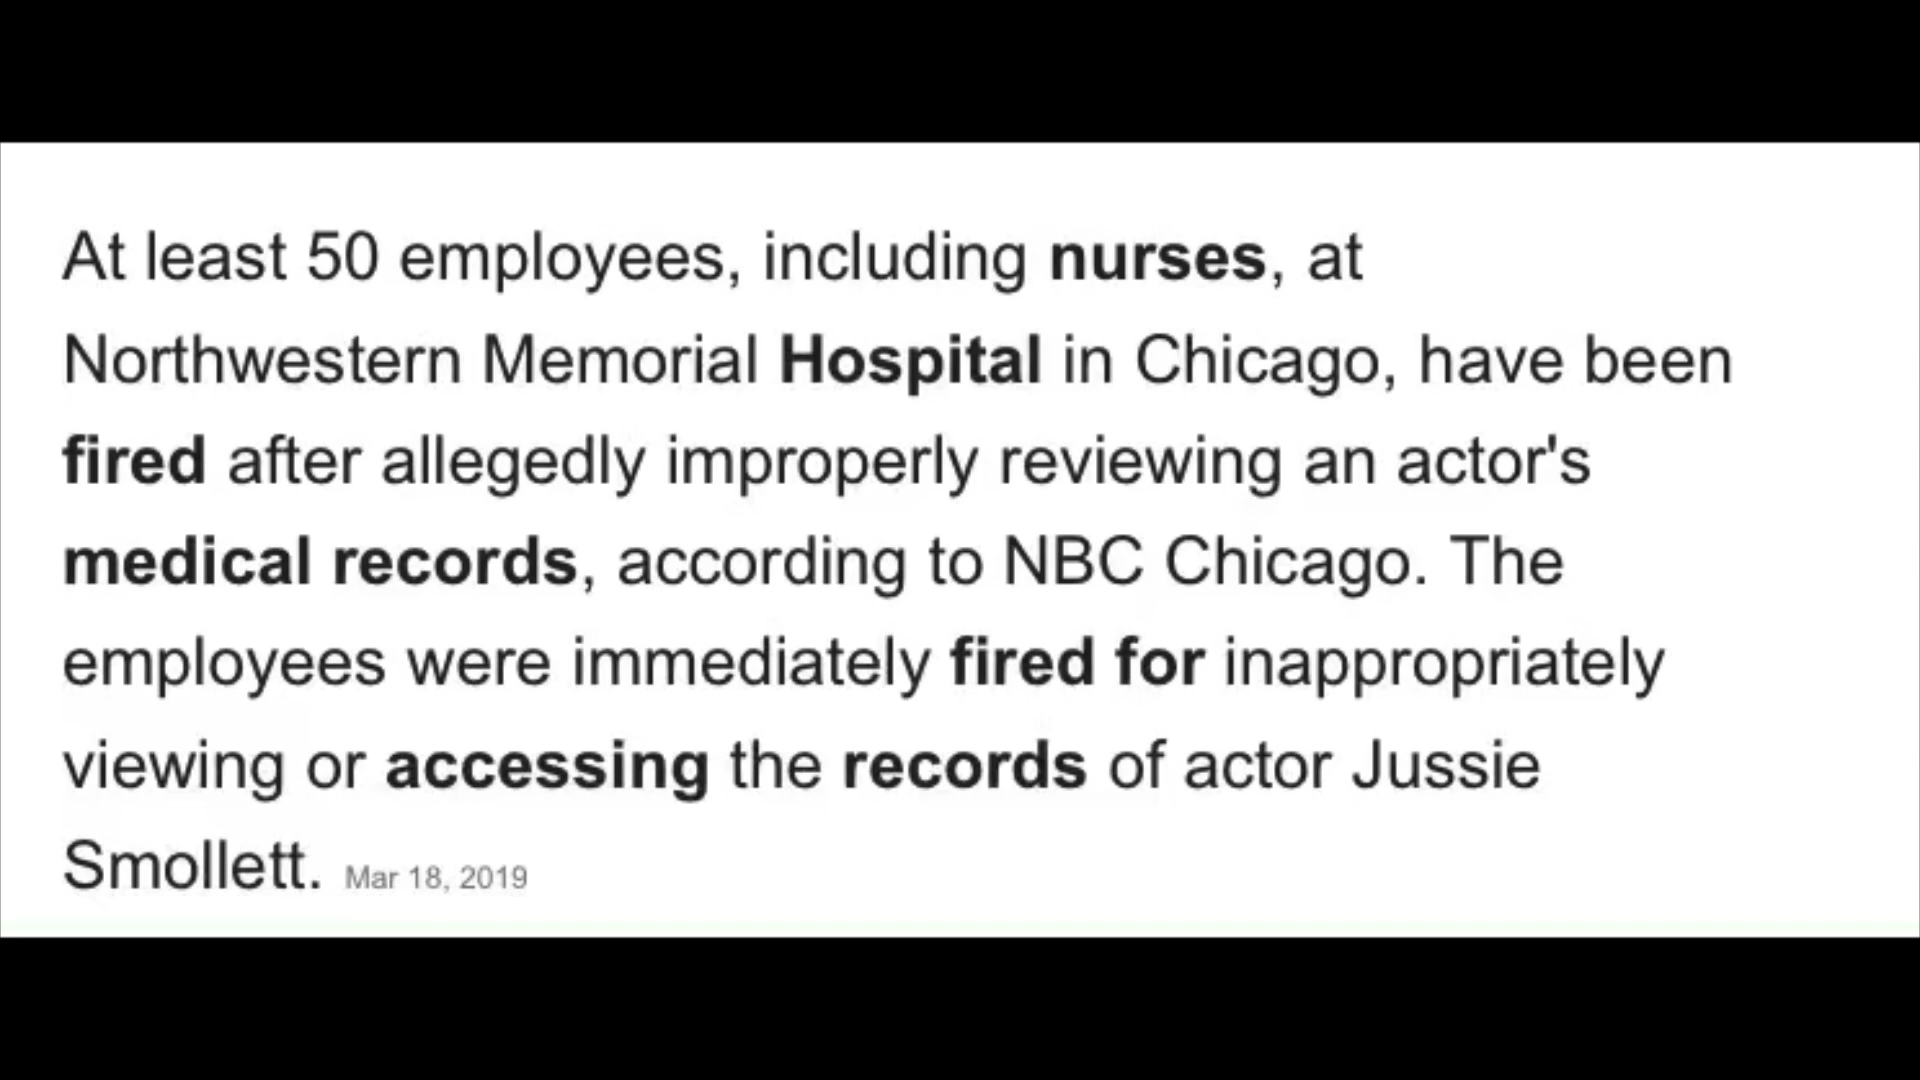 At least 50 employees, including nurses, at
Northwestern Memorial Hospital in Chicago, have been
fired after allegedly improperly reviewing an actor's
medical records, according to NBC Chicago. The
employees were immediately fired for inappropriately
viewing or accessing the records of actor Jussie
Smollett. Mar 18, 2019